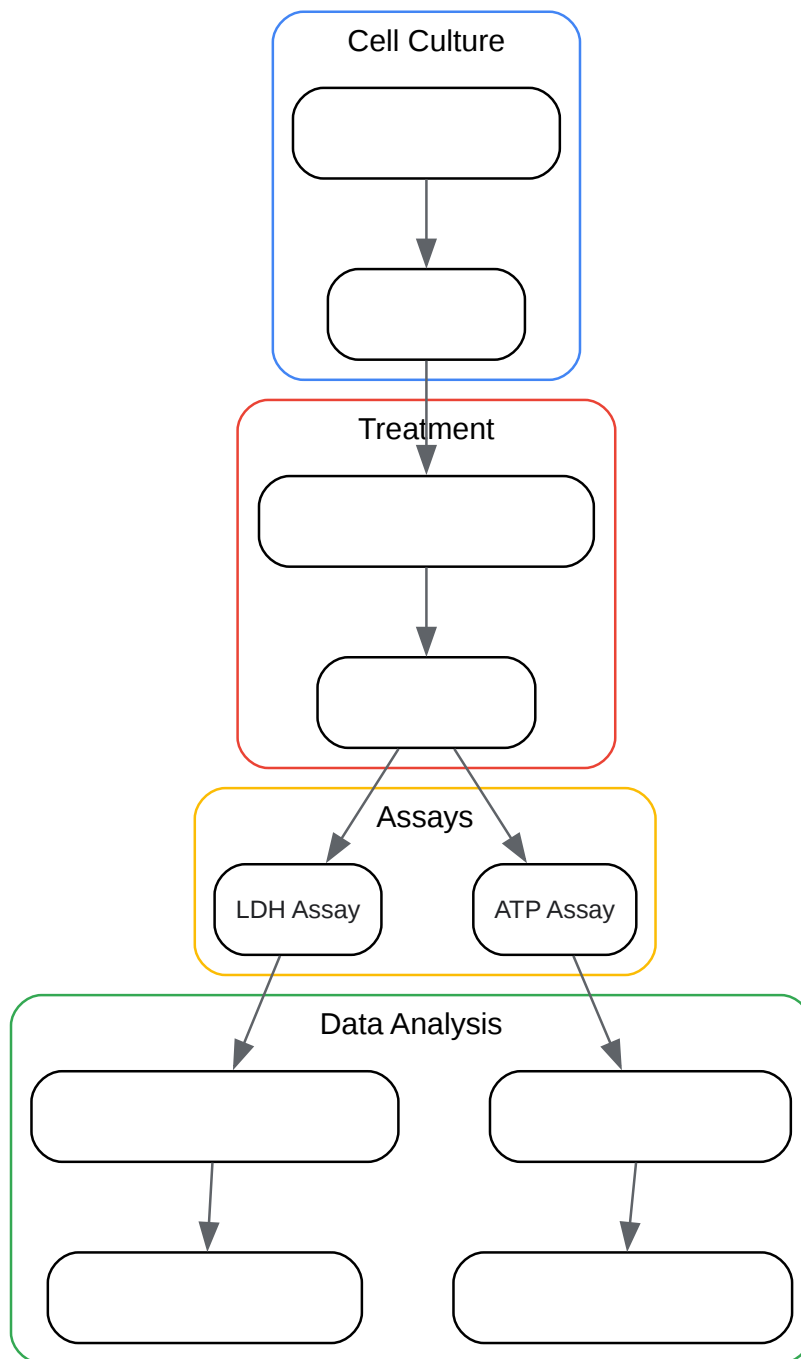 Cell Culture
Treatment
Assays
LDH Assay
ATP Assay
Data Analysis